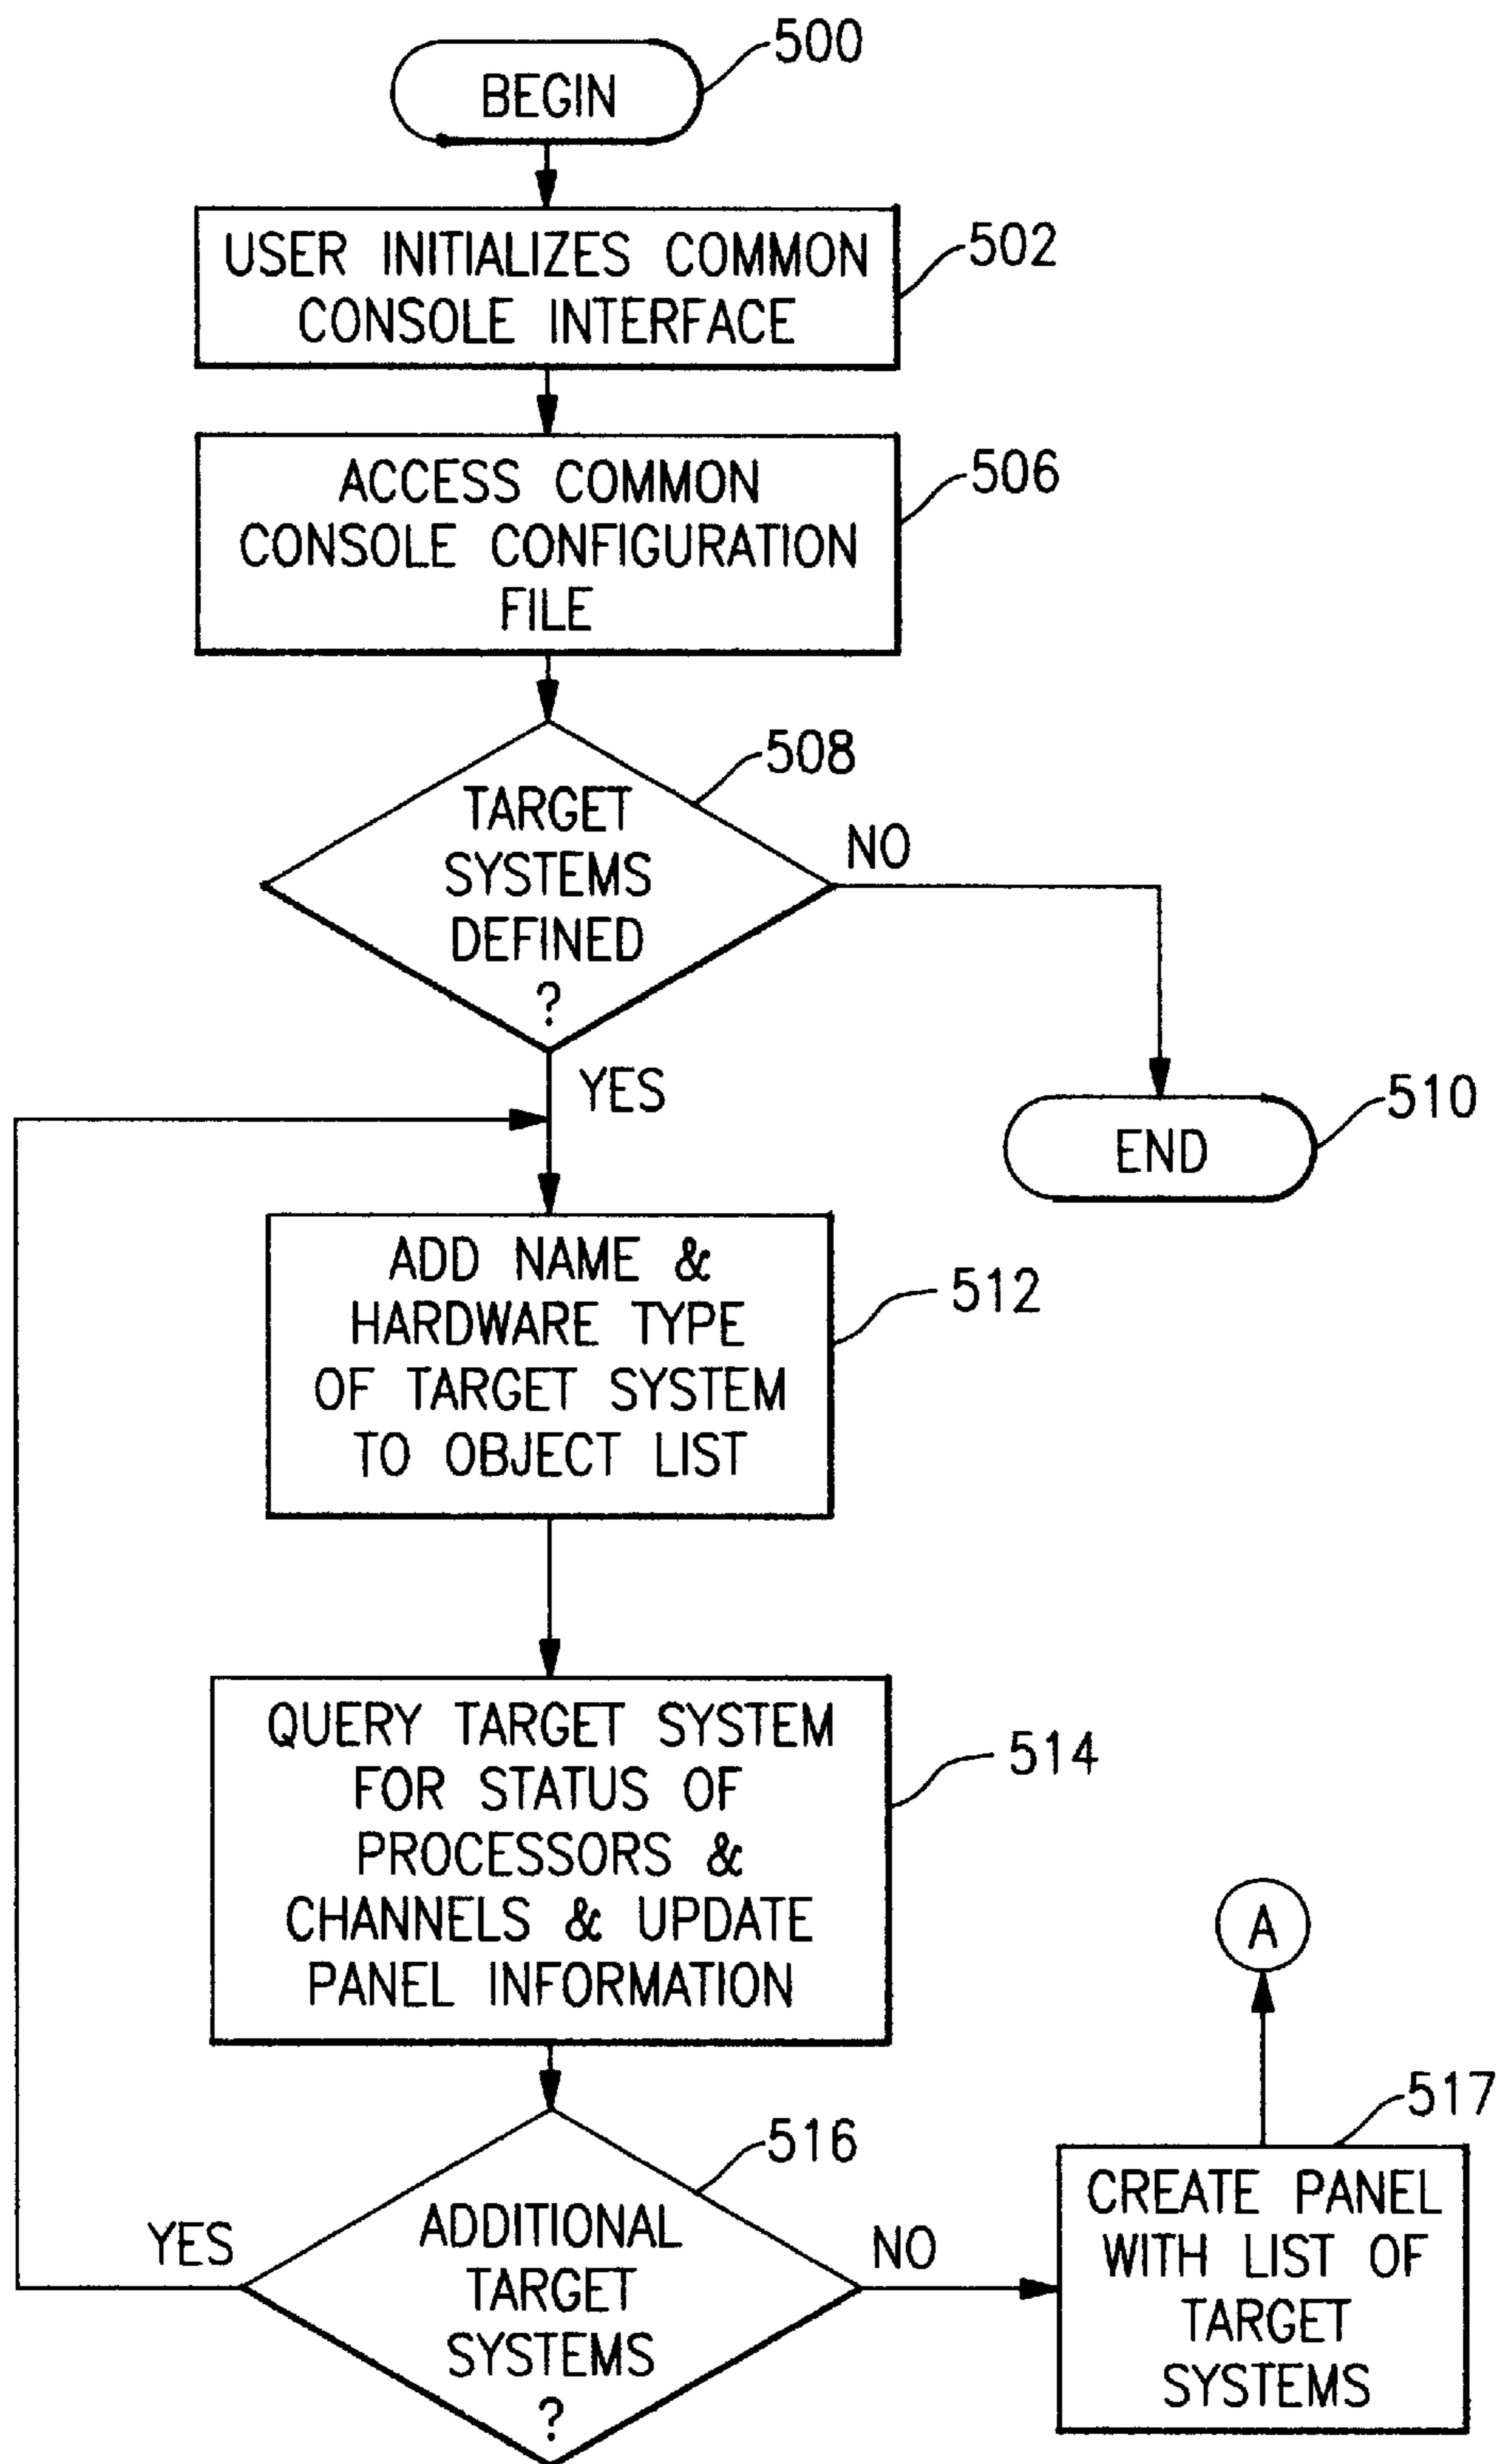 500
BEGIN
USER INITIALIZES COMMON
CONSOLE INTERFACE
502
ACCESS COMMON
CONSOLE CONFIGURATION
FILE
506
508
TARGET
SYSTEMS
DEFINED
?
NO
YES
END
510
ADD NAME &
HARDWARE TYPE
OF TARGET SYSTEM
TO OBJECT LIST
512
QUERY TARGET SYSTEM
FOR STATUS OF
PROCESSORS &
CHANNELS & UPDATE
PANEL INFORMATION
514
A
516
ADDITIONAL
TARGET
SYSTEMS
?
YES
NO
517
CREATE PANEL
WITH LIST OF
TARGET
SYSTEMS